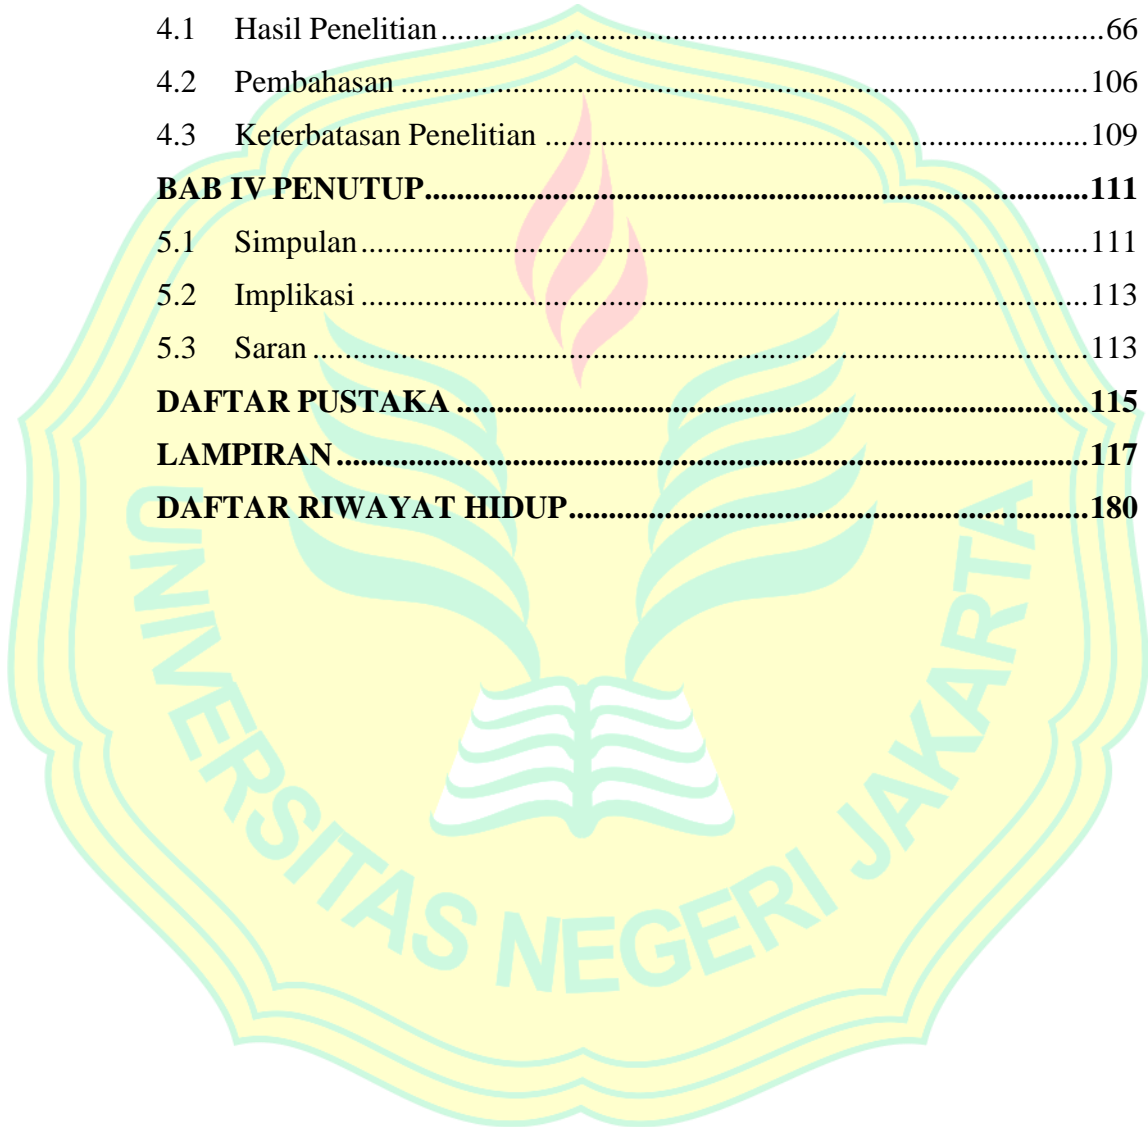 4.1 Hasil Penelitian....................................................................................66
4.2 Pembahasan .......................................................................................106
4.3 Keterbatasan Penelitian .....................................................................109
BAB IV PENUTUP....................................................................................111
5.1 Simpulan............................................................................................111
5.2 Implikasi............................................................................................113
5.3 Saran ..................................................................................................113
DAFTAR PUSTAKA ................................................................................115
LAMPIRAN...............................................................................................117
DAFTAR RIWAYAT HIDUP..................................................................180
UNIVERSITAS NEGERI JAKARTA